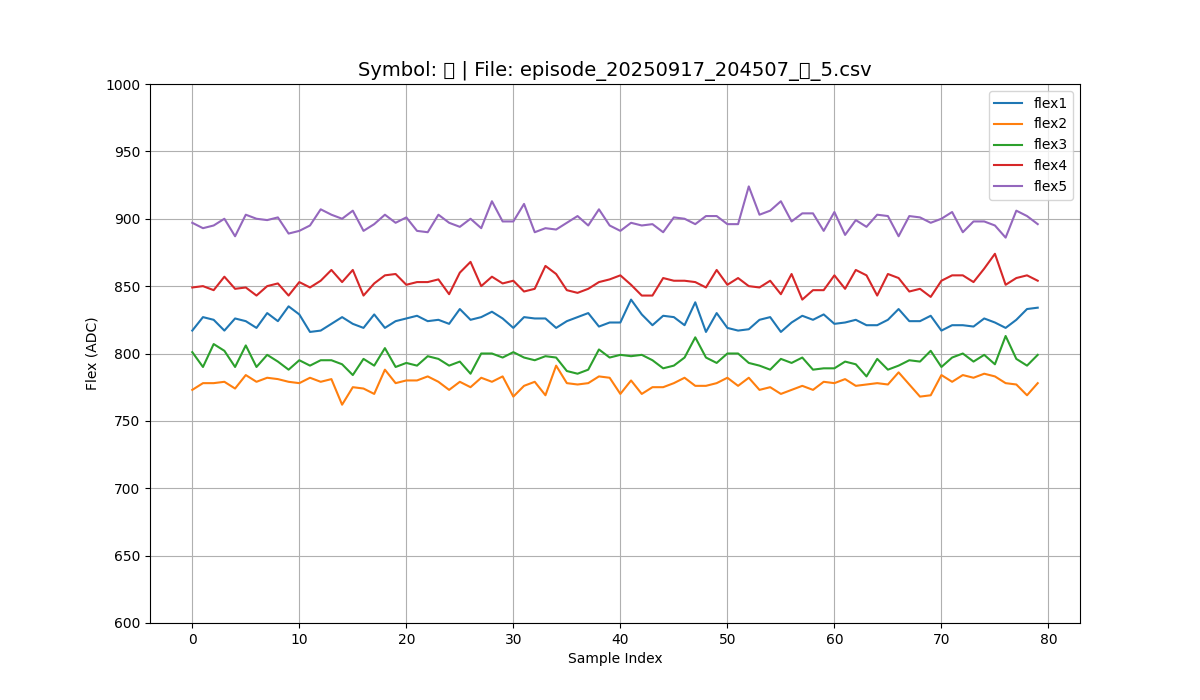 Symbol: | File: episode_20250917_204507_ _5.csv
1000
950
900
850
800
750
700
650
600
Flex (ADC)
0 10 20 30 40 50 60 70 80
Sample Index
flex1
flex2
flex3
flex4
flex5